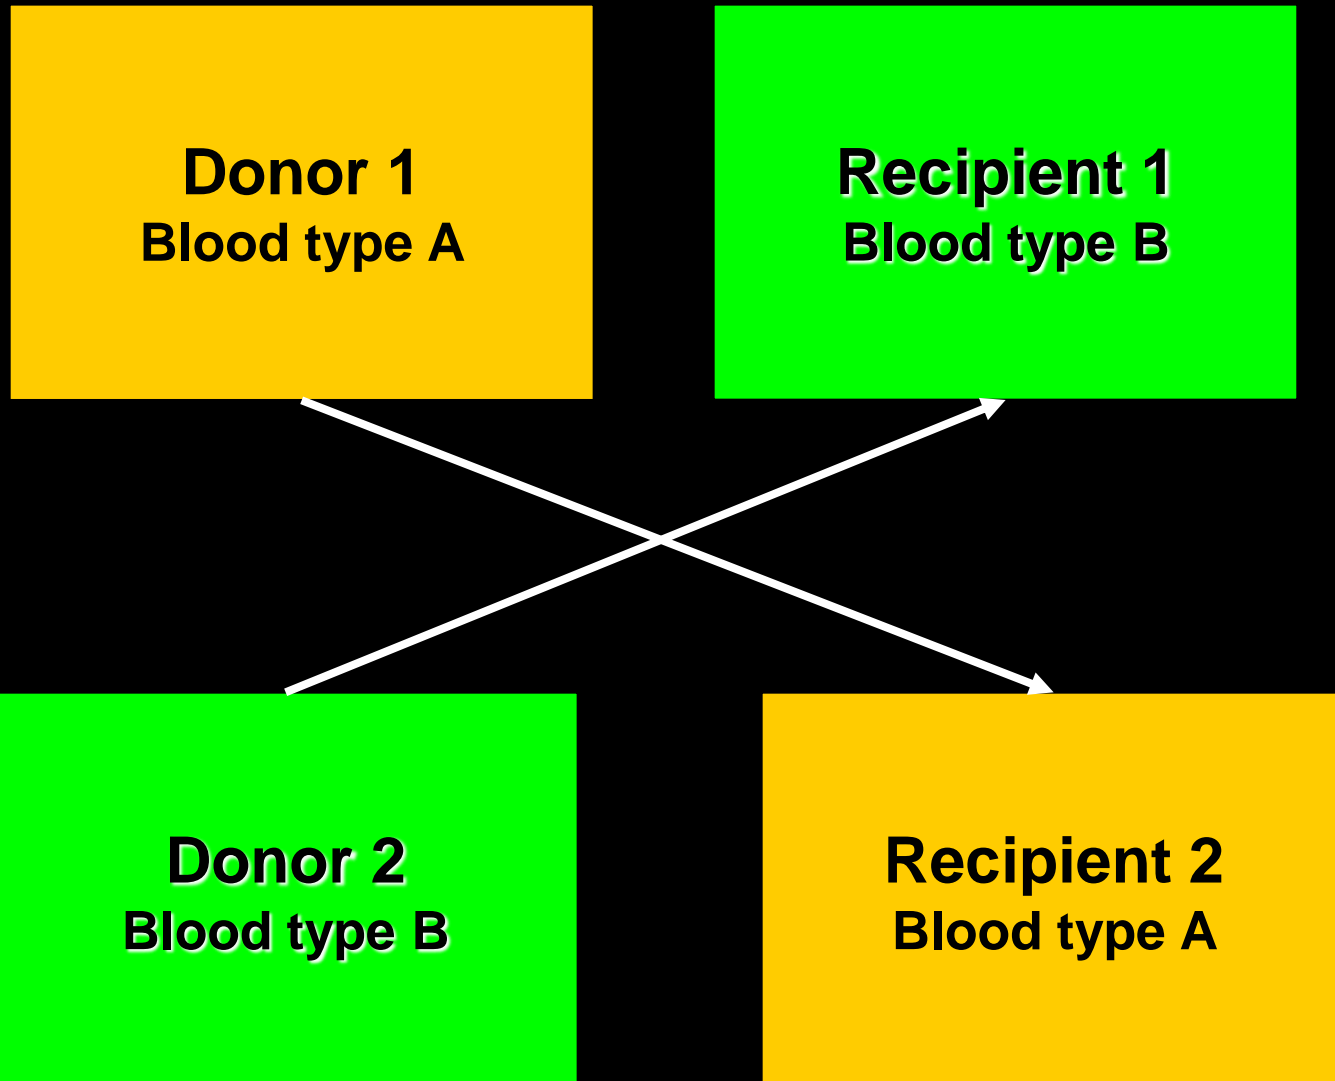 Donor 1
Blood type A
Recipient 1
Blood type B
Donor 2
Blood type B
Recipient 2
Blood type A